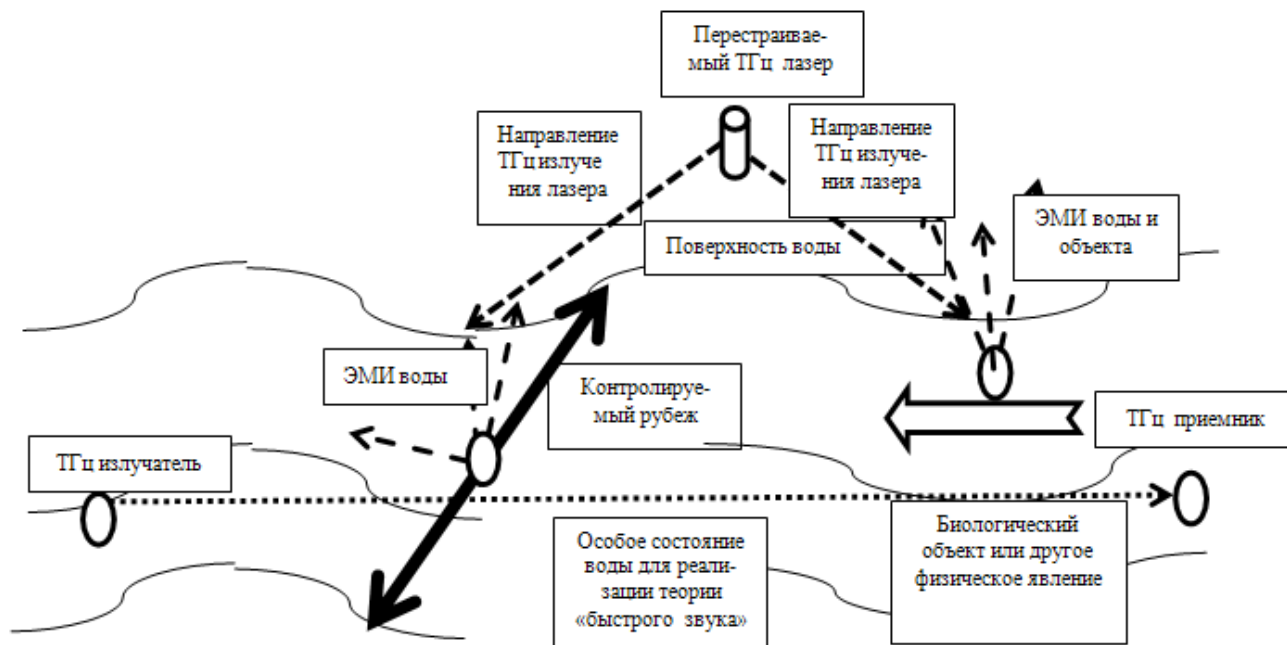 Перестраивае-
мый ТГц лазер
Направление
ТГц излуче
ния лазера
Направление
ТГц излуче-
ния лазера
ЭМИ воды и
объекта
Поверхность воды
ЭМИ воды
Контролируе-
мый рубеж
ТГц приемник
ТГц излучатель
Особое состояние
воды для реали-
зации теории
«быстрого звука»
Биологический
объект или другое
физическое явление